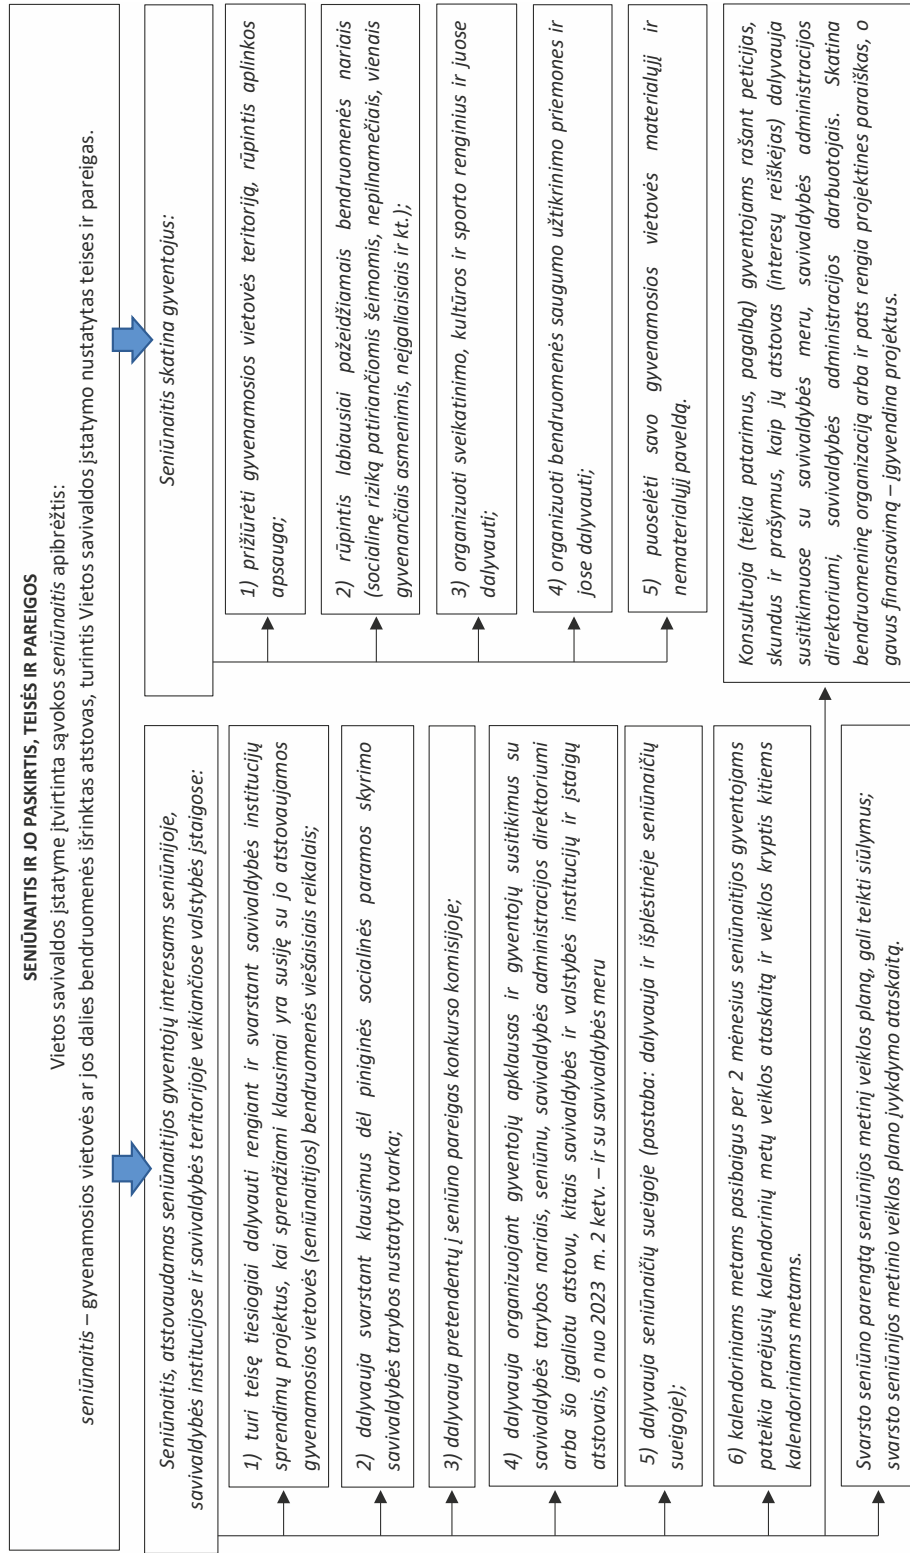 SENIŪNAITIS IR JO PASKIRTIS, TEISĖS IR PAREIGOS
Vietos savivaldos įstatyme įtvirtinta sąvokos seniūnaitis apibrėžtis:
seniūnaitis – gyvenamosios vietovės ar jos dalies bendruomenės išrinktas atstovas, turintis Vietos savivaldos įstatymo nustatytas teises ir pareigas.
Seniūnaitis, atstovaudamas seniūnaitijos gyventojų interesams seniūnijoje,
savivaldybės institucijose ir savivaldybės teritorijoje veikiančiose valstybės įstaigose:
1) turi teisę tiesiogiai dalyvauti rengiant ir svarstant savivaldybės institucijų
sprendimų projektus, kai sprendžiami klausimai yra susiję su jo atstovaujamos
gyvenamosios vietovės (seniūnaitijos) bendruomenės viešaisiais reikalais;
2) dalyvauja svarstant klausimus dėl piniginės socialinės paramos skyrimo
savivaldybės tarybos nustatyta tvarka;
3) dalyvauja pretendentų į seniūno pareigas konkurso komisijoje;
4) dalyvauja organizuojant gyventojų apklausas ir gyventojų susitikimus su
savivaldybės tarybos nariais, seniūnu, savivaldybės administracijos direktoriumi
arba šio įgaliotu atstovu, kitais savivaldybės ir valstybės institucijų ir įstaigų
atstovais, o nuo 2023 m. 2 ketv. – ir su savivaldybės meru
5) dalyvauja seniūnaičių sueigoje (pastaba: dalyvauja ir išplėstinėje seniūnaičių
sueigoje);
6) kalendoriniams metams pasibaigus per 2 mėnesius seniūnaitijos gyventojams
pateikia praėjusių kalendorinių metų veiklos ataskaitą ir veiklos kryptis kitiems
kalendoriniams metams.
Svarsto seniūno parengtą seniūnijos metinį veiklos planą, gali teikti siūlymus;
svarsto seniūnijos metinio veiklos plano įvykdymo ataskaitą.
Seniūnaitis skatina gyventojus:
1) prižiūrėti gyvenamosios vietovės teritoriją, rūpintis aplinkos
apsauga;
2) rūpintis labiausiai pažeidžiamais bendruomenės nariais
(socialinę riziką patiriančiomis šeimomis, nepilnamečiais, vienais
gyvenančiais asmenimis, neįgaliaisiais ir kt.);
3) organizuoti sveikatinimo, kultūros ir sporto renginius ir juose
dalyvauti;
4) organizuoti bendruomenės saugumo užtikrinimo priemones ir
jose dalyvauti;
5) puoselėti savo gyvenamosios vietovės materialųjį ir
nematerialųjį paveldą.
Konsultuoja (teikia patarimus, pagalbą) gyventojams rašant peticijas,
skundus ir prašymus, kaip jų atstovas (interesų reiškėjas) dalyvauja
susitikimuose su savivaldybės meru, savivaldybės administracijos
direktoriumi, savivaldybės administracijos darbuotojais. Skatina
bendruomeninę organizaciją arba ir pats rengia projektines paraiškas, o
gavus finansavimą – įgyvendina projektus.